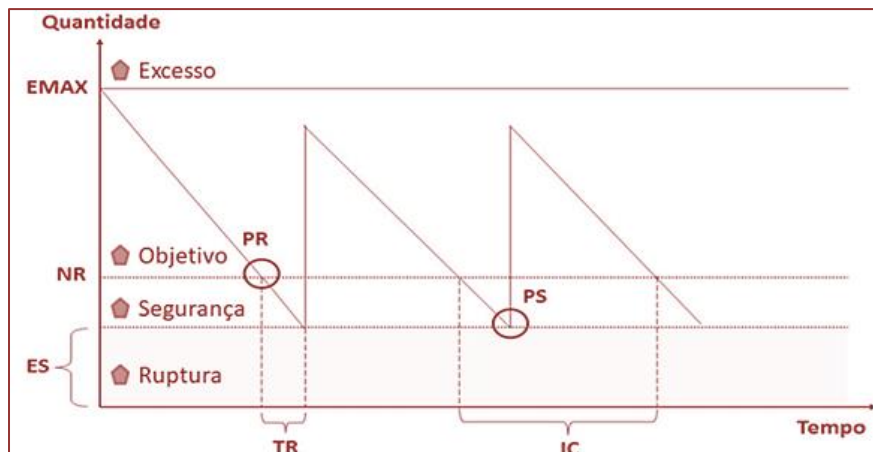 Quantidade
Excesso
EMAX
PR
Objetivo
NR
PS
Segurança
ES
Ruptura
Tempo
TR
IC